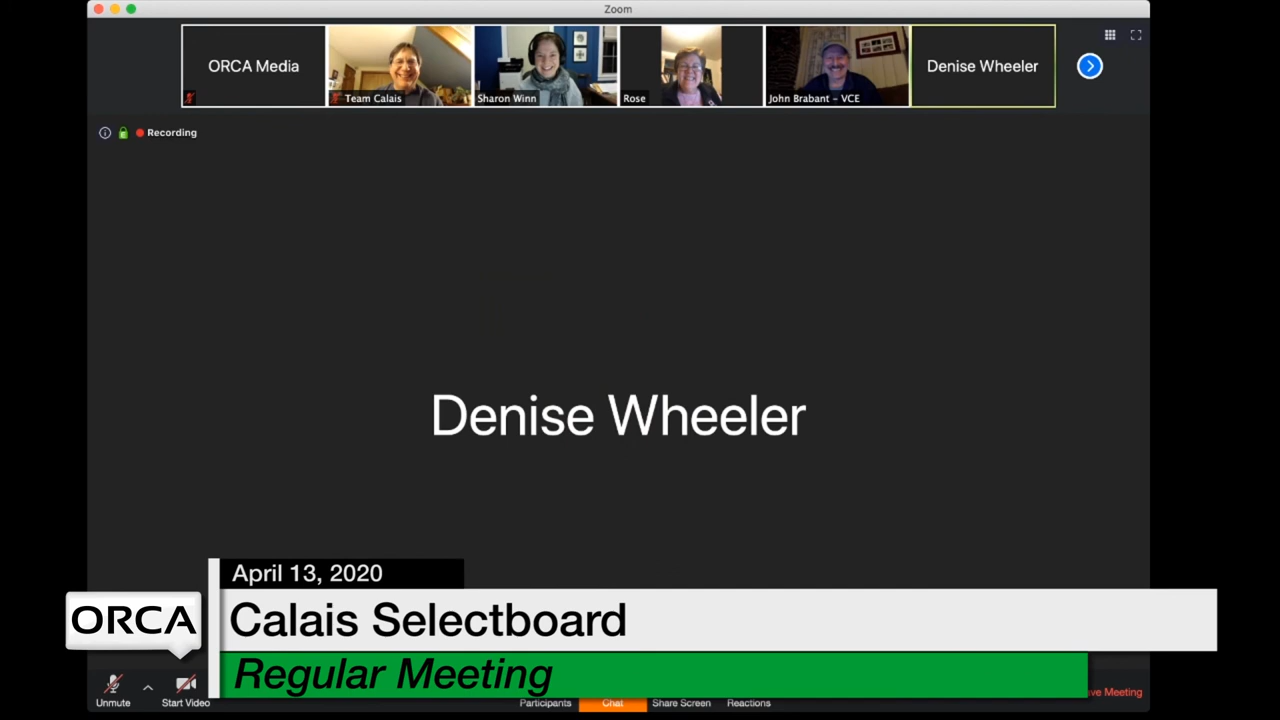 Zoom
ORCA Media
Team Calais
Sharon Winn
Rose
John Brabant – VCE
Denise Wheeler
Recording
Denise Wheeler
April 13, 2020
ORCA
Calais Selectboard
Regular Meeting
Unmute
Start Video
Participants
Chat
Share Screen
Reactions
ve Meeting